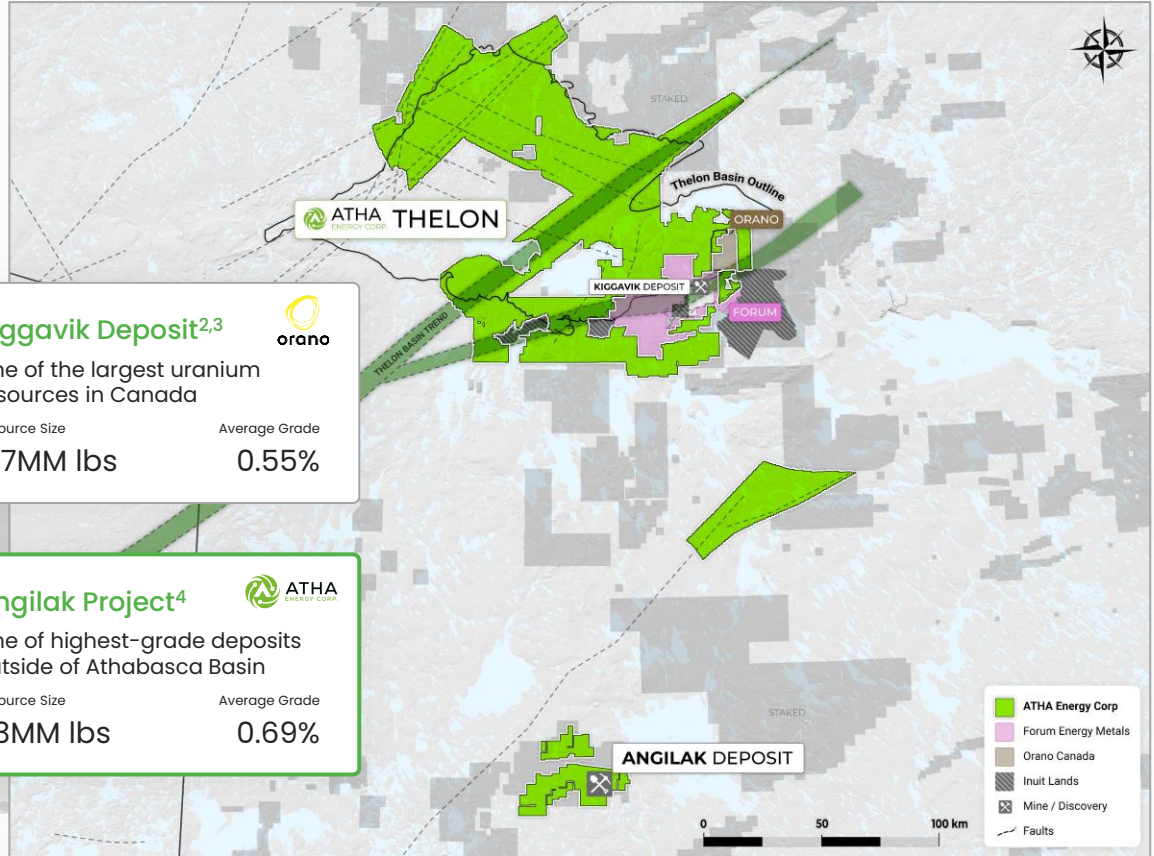 STAKED
Thelon Basin Outline
ATHA
ENERGY CORP.
THELON
ORANO
KIGGAVIK DEPOSIT
FORUM
THELON BASIN TREND
ggavik Deposit2,3
orano
ne of the largest uranium
sources in Canada
ource Size
Average Grade
7MM lbs
0.55%
ngilak Project4
ATHA
ENERGY CORP.
ne of highest-grade deposits
utside of Athabasca Basin
ource Size
Average Grade
3MM lbs
0.69%
STAKED
ANGILAK DEPOSIT
0 50 100 km
ATHA Energy Corp
Forum Energy Metals
Orano Canada
Inuit Lands
Mine / Discovery
Faults